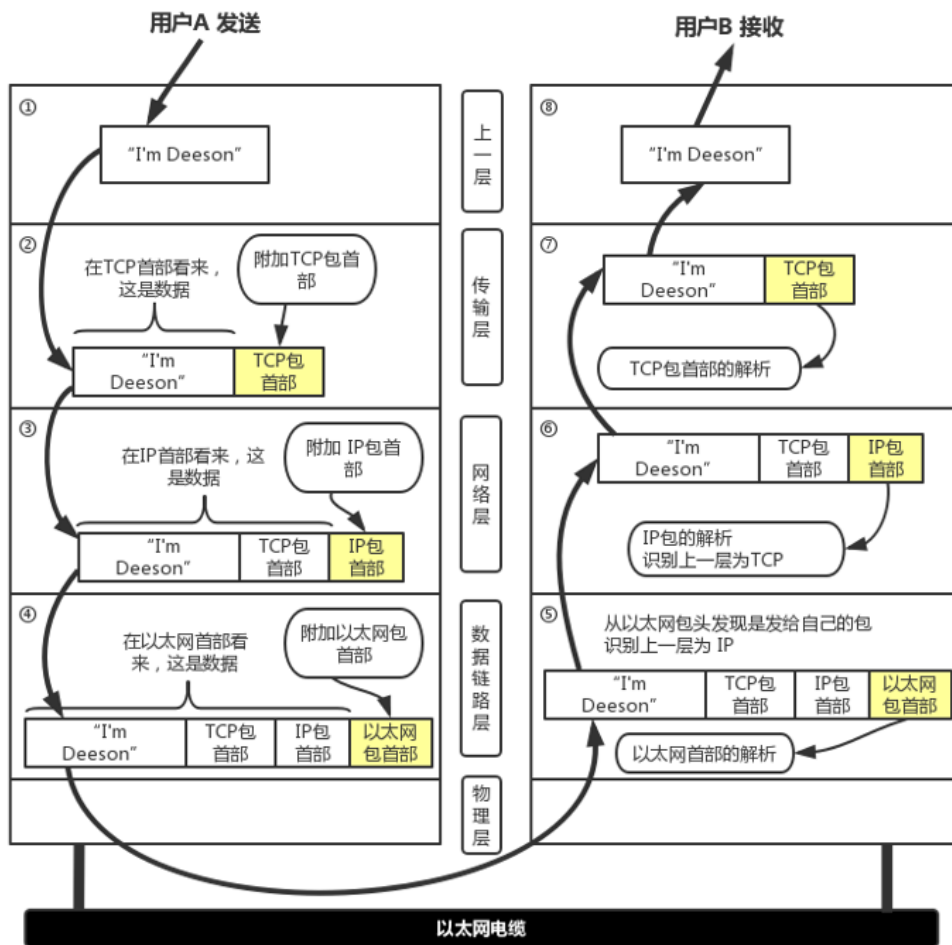 用户A 发送
①
“I'm Deeson”
②
在TCP首部看来，
这是数据
附加TCP包首
部
“I'm
Deeson”
TCP包
首部
③
在IP首部看来，这
是数据
附加 IP包首
部
“I'm
Deeson”
TCP包
首部
IP包
首部
④
在以太网首部看
来，这是数据
附加以太网包
首部
“I'm
Deeson”
TCP包
首部
IP包
首部
以太网
包首部
上
一
层
传
输
层
网
络
层
数
据
链
路
层
物
理
层
用户B 接收
⑧
“I'm Deeson”
⑦
“I'm
Deeson”
TCP包
首部
TCP包首部的解析
⑥
“I'm
Deeson”
TCP包
首部
IP包
首部
IP包的解析
识别上一层为TCP
⑤
从以太网包头发现是发给自己的包
识别上一层为 IP
“I'm
Deeson”
TCP包
首部
IP包
首部
以太网
包首部
以太网首部的解析
以太网电缆